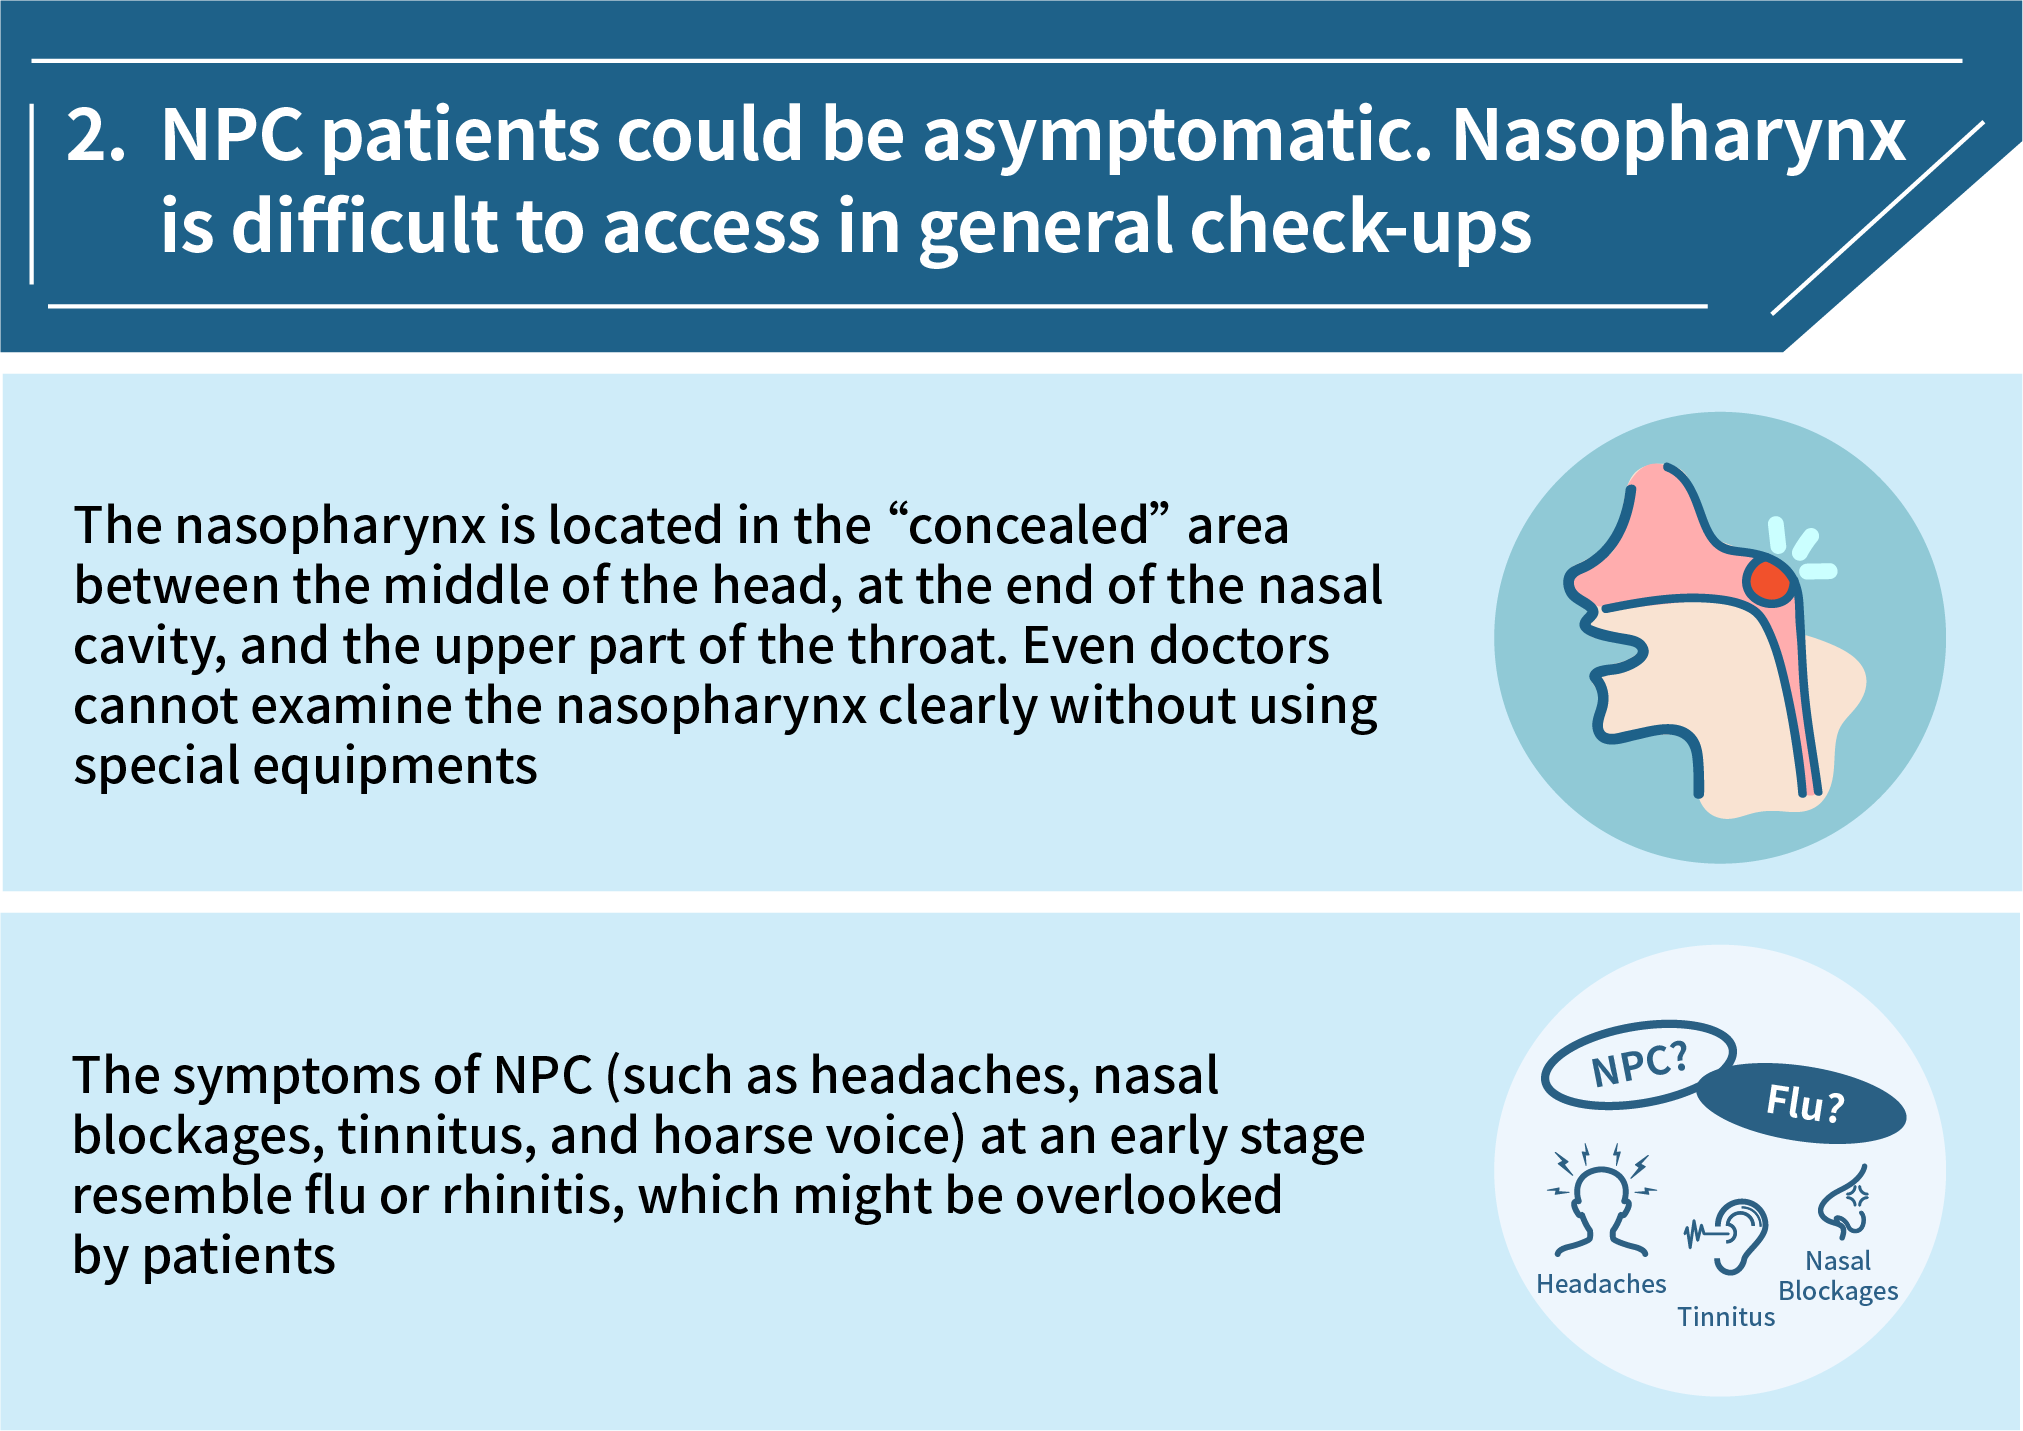 2. NPC patients could be asymptomatic. Nasopharynx
is difficult to access in general check-ups
The nasopharynx is located in the “concealed” area
between the middle of the head, at the end of the nasal
cavity, and the upper part of the throat. Even doctors
cannot examine the nasopharynx clearly without using
special equipments
The symptoms of NPC (such as headaches, nasal
blockages, tinnitus, and hoarse voice) at an early stage
resemble flu or rhinitis, which might be overlooked
by patients
NPC?
Flu?
Headaches
Tinnitus
Nasal
Blockages